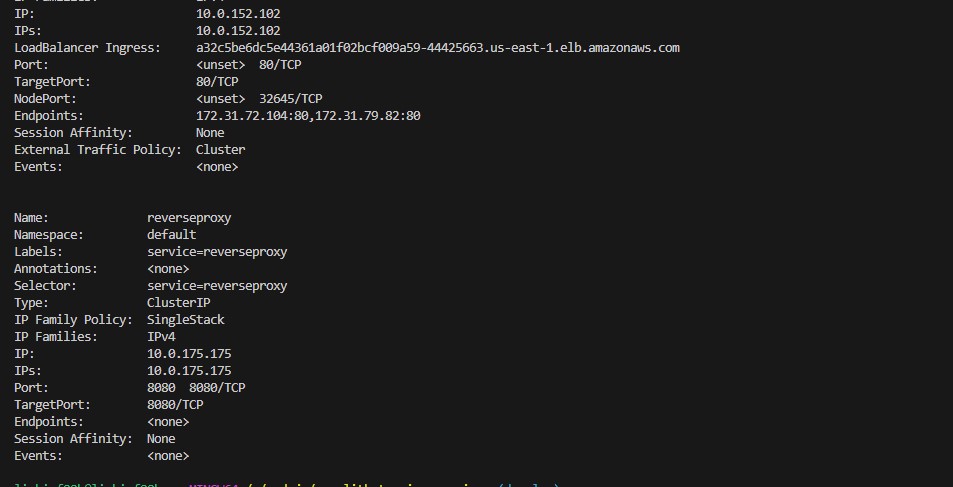 IP: 10.0.152.102
IPs: 10.0.152.102
LoadBalancer Ingress: a32c5be6dc5e44361a01f02bcf009a59-44425663.us-east-1.elb.amazonaws.com
Port: <unset> 80/TCP
TargetPort: 80/TCP
NodePort: <unset> 32645/TCP
Endpoints: 172.31.72.104:80,172.31.79.82:80
Session Affinity: None
External Traffic Policy: Cluster
Events: <none>
Name: reverseproxy
Namespace: default
Labels: service=reverseproxy
Annotations: <none>
Selector: service=reverseproxy
Type: ClusterIP
IP Family Policy: SingleStack
IP Families: IPv4
IP: 10.0.175.175
IPs: 10.0.175.175
Port: 8080 8080/TCP
TargetPort: 8080/TCP
Endpoints: <none>
Session Affinity: None
Events: <none>